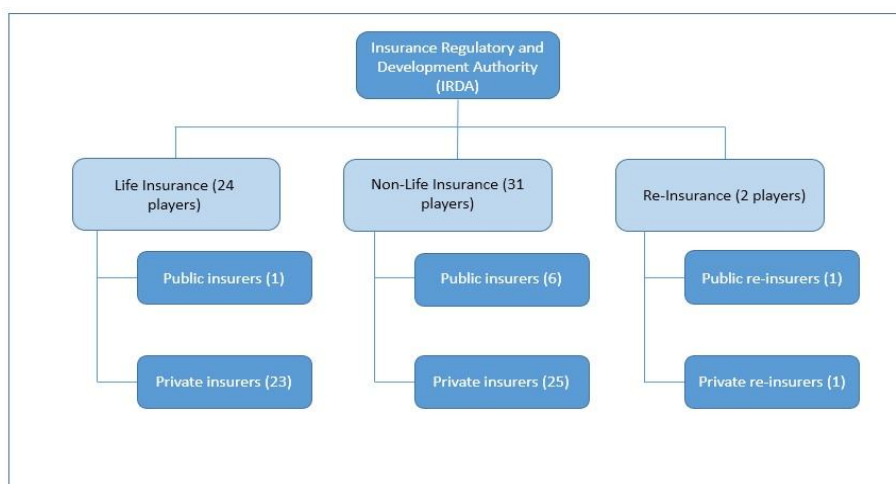 Insurance Regulatory and
Development Authority
(IRDA)
Life Insurance (24
players)
Non-Life Insurance (31
players)
Re-Insurance (2 players)
Public insurers (1)
Public insurers (6)
Public re-insurers (1)
Private insurers (23)
Private insurers (25)
Private re-insurers (1)